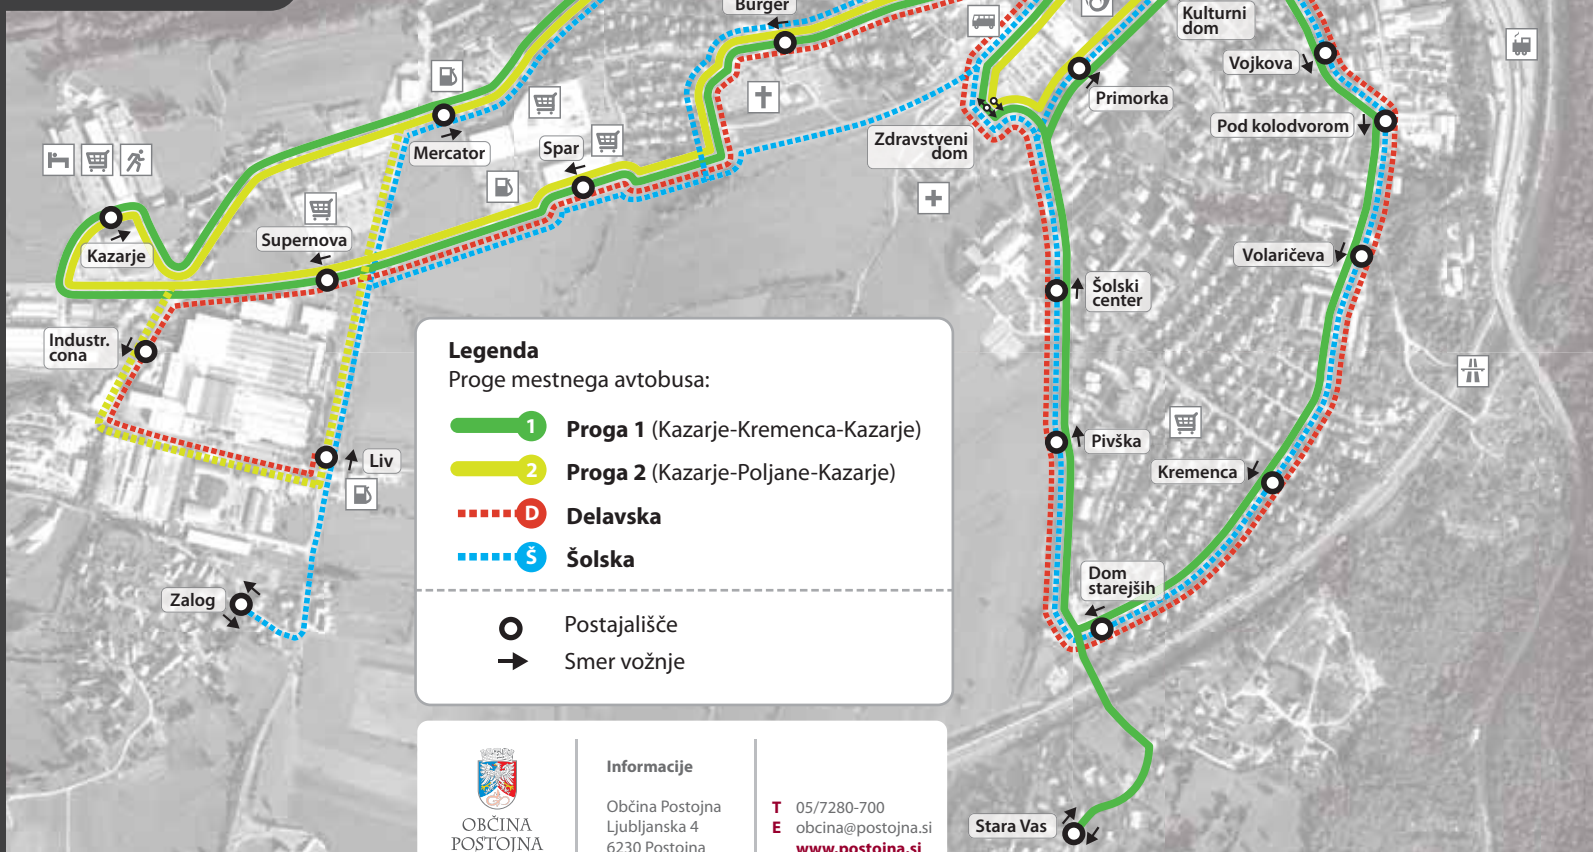 Burger
Kulturni
dom
Vojkova
Primorka
Pod kolodvorom
Mercator
Spar
Zdravstveni
dom
Kazarje
Supernova
Volaričeva
Šolski
center
Industr.
cona
Legenda
Proge mestnega avtobusa:
1 Proga 1 (Kazarje-Kremenca-Kazarje)
2 Proga 2 (Kazarje-Poljane-Kazarje)
D Delavska
Š Šolska
Postajališče
Smer vožnje
Pivška
Kremenca
Liv
Dom
starejših
Zalog
Stara Vas
OBČINA
POSTOJNA
Informacije
Občina Postojna
Ljubljanska 4
6230 Postojna
T 05/7280-700
E obcina@postojna.si
www.postojna.si